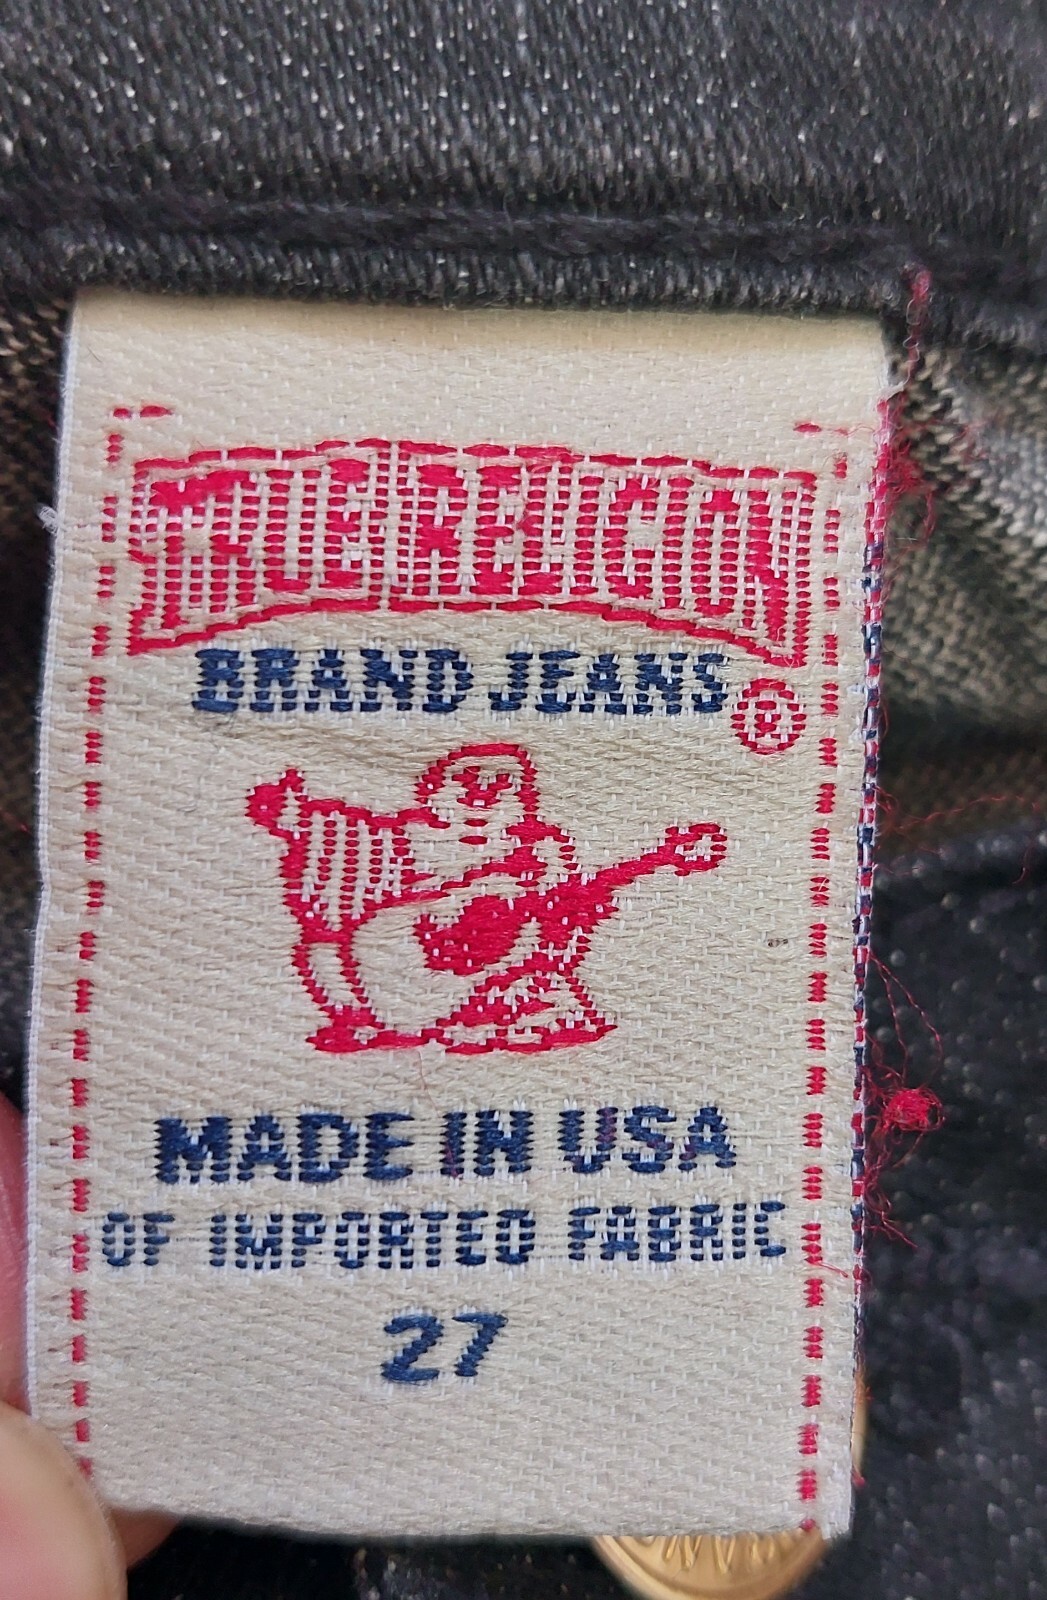 TRUE RELIGION
BRAND JEANS®
MADE IN USA
OF IMPORTED FABRIC
27